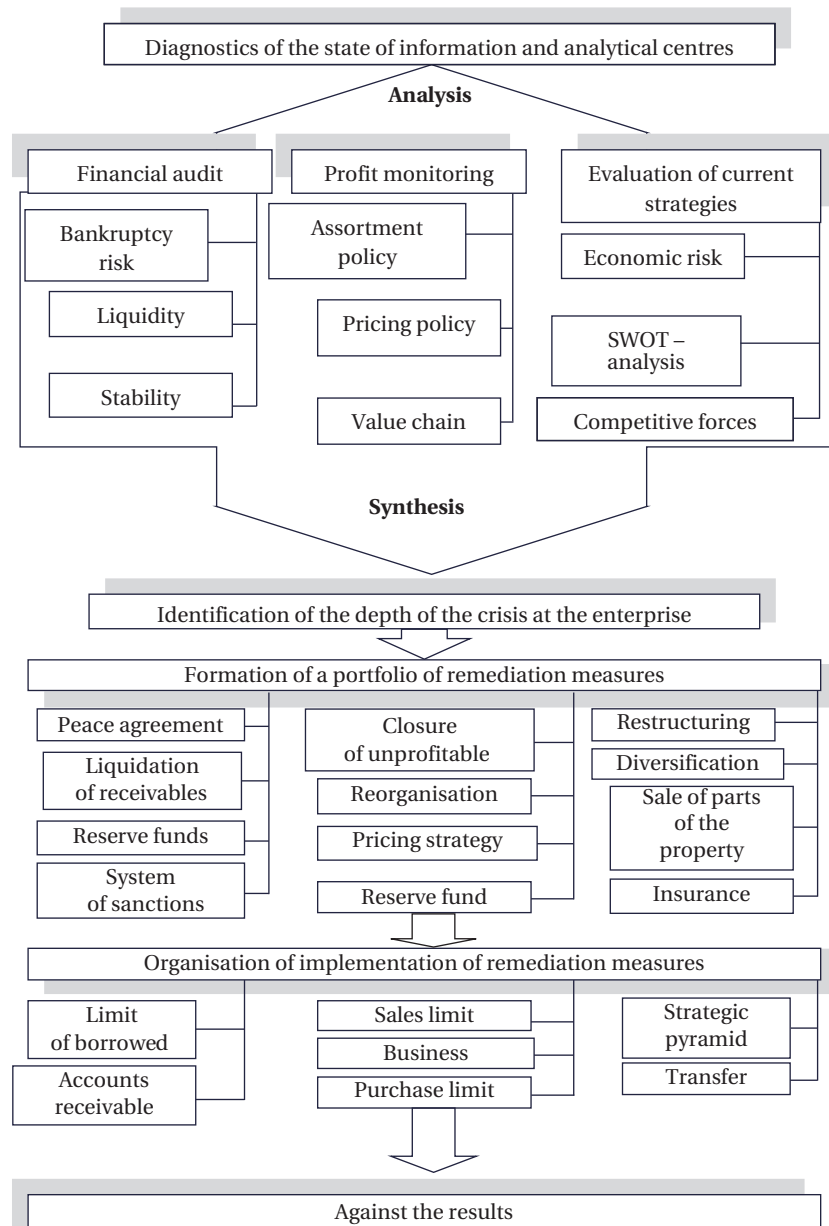 Diagnostics of the state of information and analytical centres
Analysis
Financial audit
Bankruptcy
risk
Liquidity
Stability
Profit monitoring
Assortment
policy
Pricing policy
Value chain
Evaluation of current
strategies
Economic risk
SWOT –
analysis
Competitive forces
Synthesis
Identification of the depth of the crisis at the enterprise
Formation of a portfolio of remediation measures
Peace agreement
Liquidation
of receivables
Reserve funds
System
of sanctions
Closure
of unprofitable
Reorganisation
Pricing strategy
Reserve fund
Restructuring
Diversification
Sale of parts
of the
property
Insurance
Organisation of implementation of remediation measures
Limit
of borrowed
Accounts
receivable
Sales limit
Business
Purchase limit
Strategic
pyramid
Transfer
Against the results